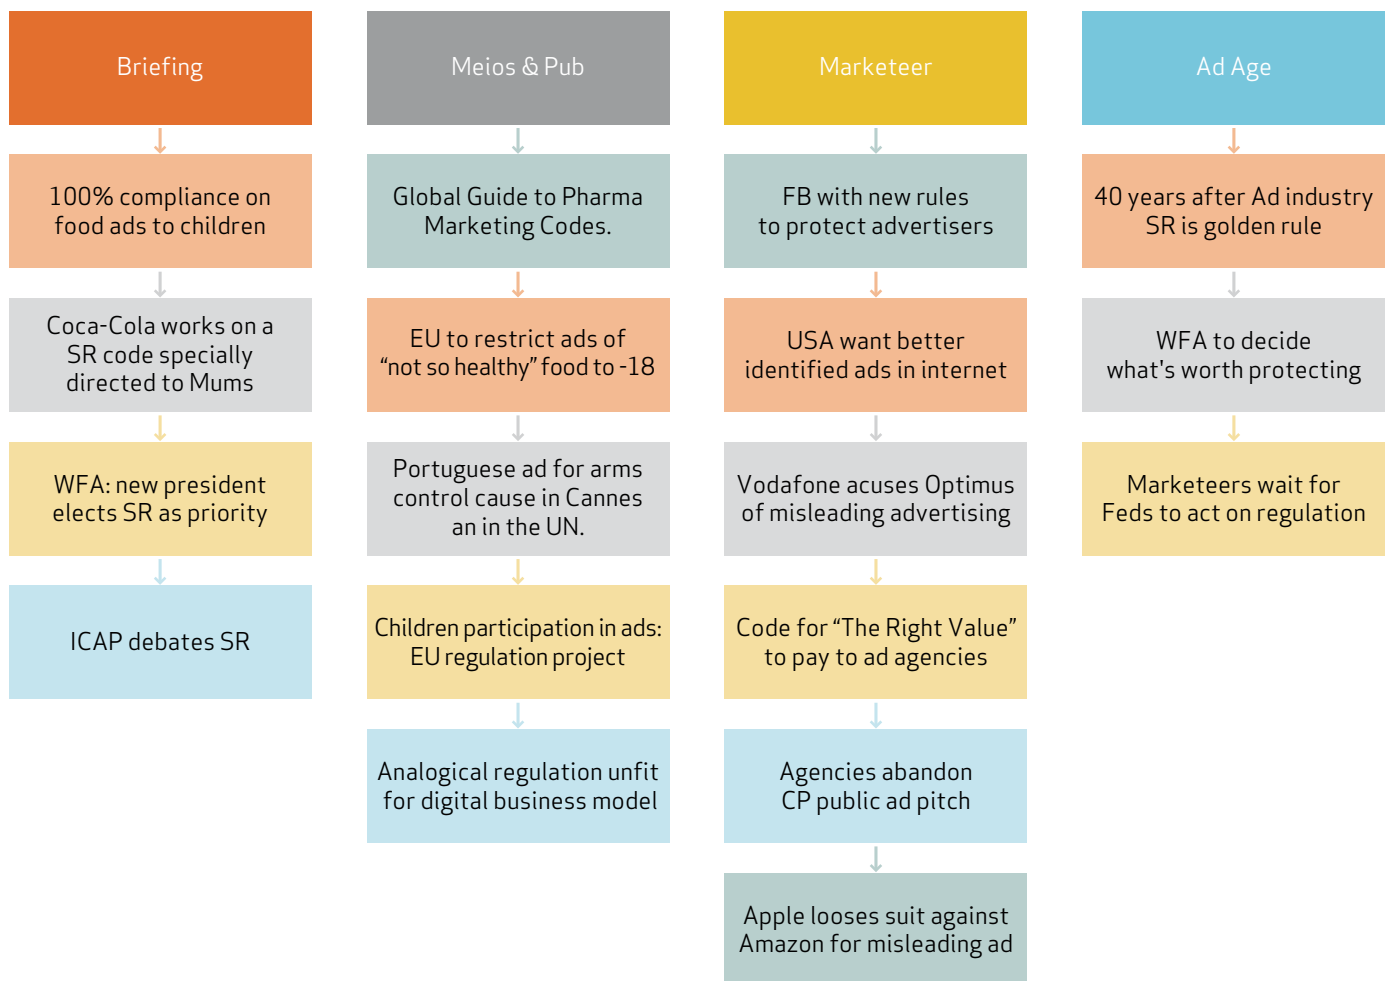 Briefing
100% compliance on
food ads to children
Coca-Cola works on a
SR code specially
directed to Mums
WFA: new president
elects SR as priority
ICAP debates SR
Meios & Pub
Global Guide to Pharma
Marketing Codes.
EU to restrict ads of
“not so healthy” food to -18
Portuguese ad for arms
control cause in Cannes
an in the UN.
Children participation in ads:
EU regulation project
Analogical regulation unfit
for digital business model
Marketeer
FB with new rules
to protect advertisers
USA want better
identified ads in internet
Vodafone acuses Optimus
of misleading advertising
Code for “The Right Value”
to pay to ad agencies
Agencies abandon
CP public ad pitch
Apple looses suit against
Amazon for misleading ad
Ad Age
40 years after Ad industry
SR is golden rule
WFA to decide
what's worth protecting
Marketeers wait for
Feds to act on regulation